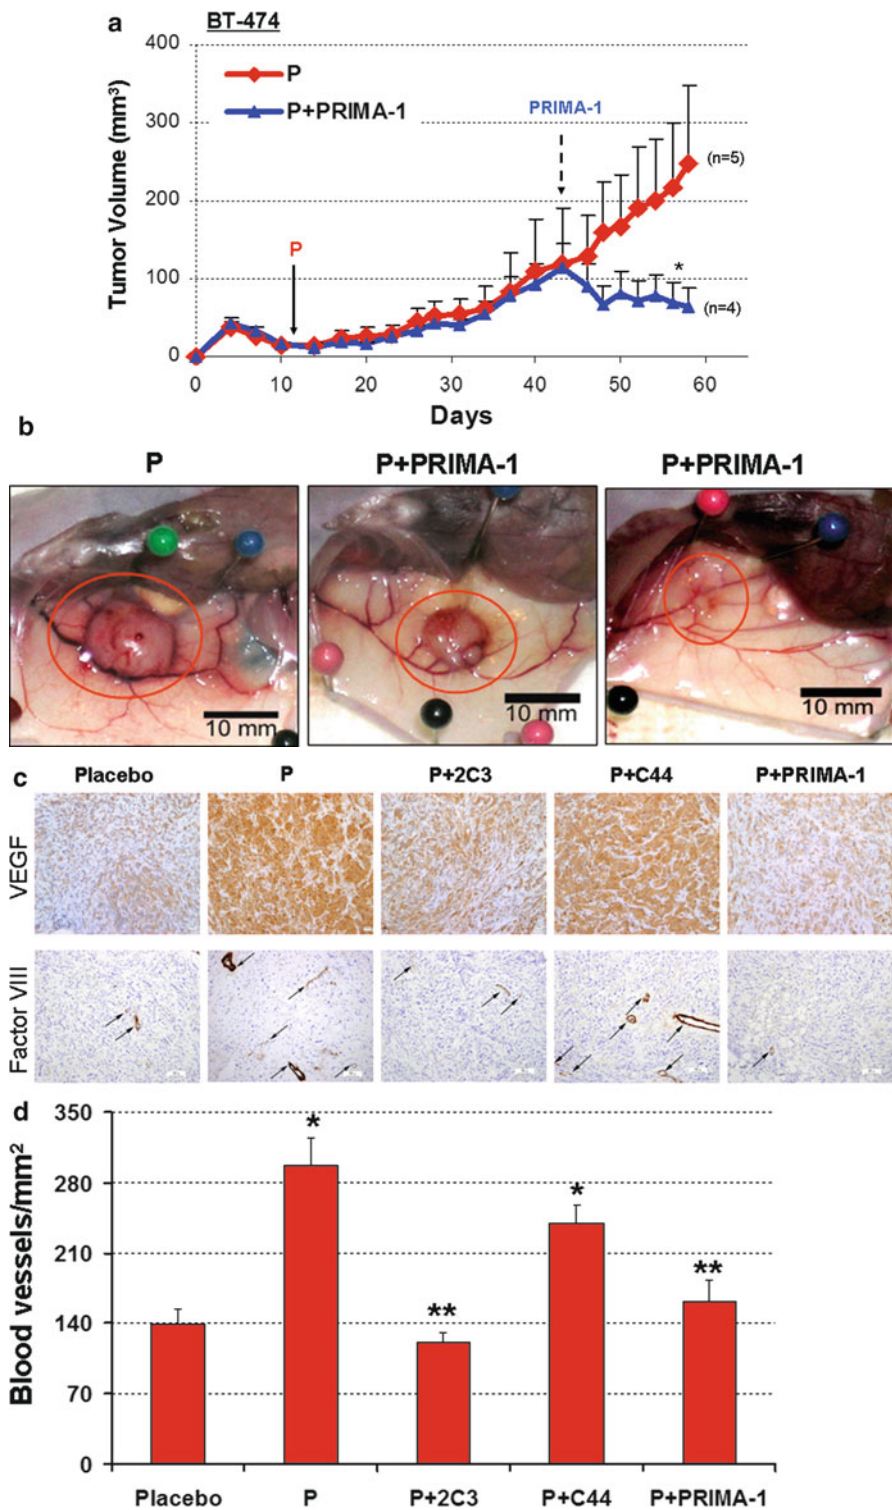 a
BT-474
400
300
200
100
0
Tumor Volume (mm³)
P
P+PRIMA-1
PRIMA-1
P
(n=5)
*
(n=4)
0 10 20 30 40 50 60
Days
b
P P+PRIMA-1 P+PRIMA-1
10 mm 10 mm 10 mm
c
Placebo P P+2C3 P+C44 P+PRIMA-1
VEGF
Factor VIII
d
350
280
210
140
70
0
Blood vessels/mm²
* ** * **
Placebo P P+2C3 P+C44 P+PRIMA-1